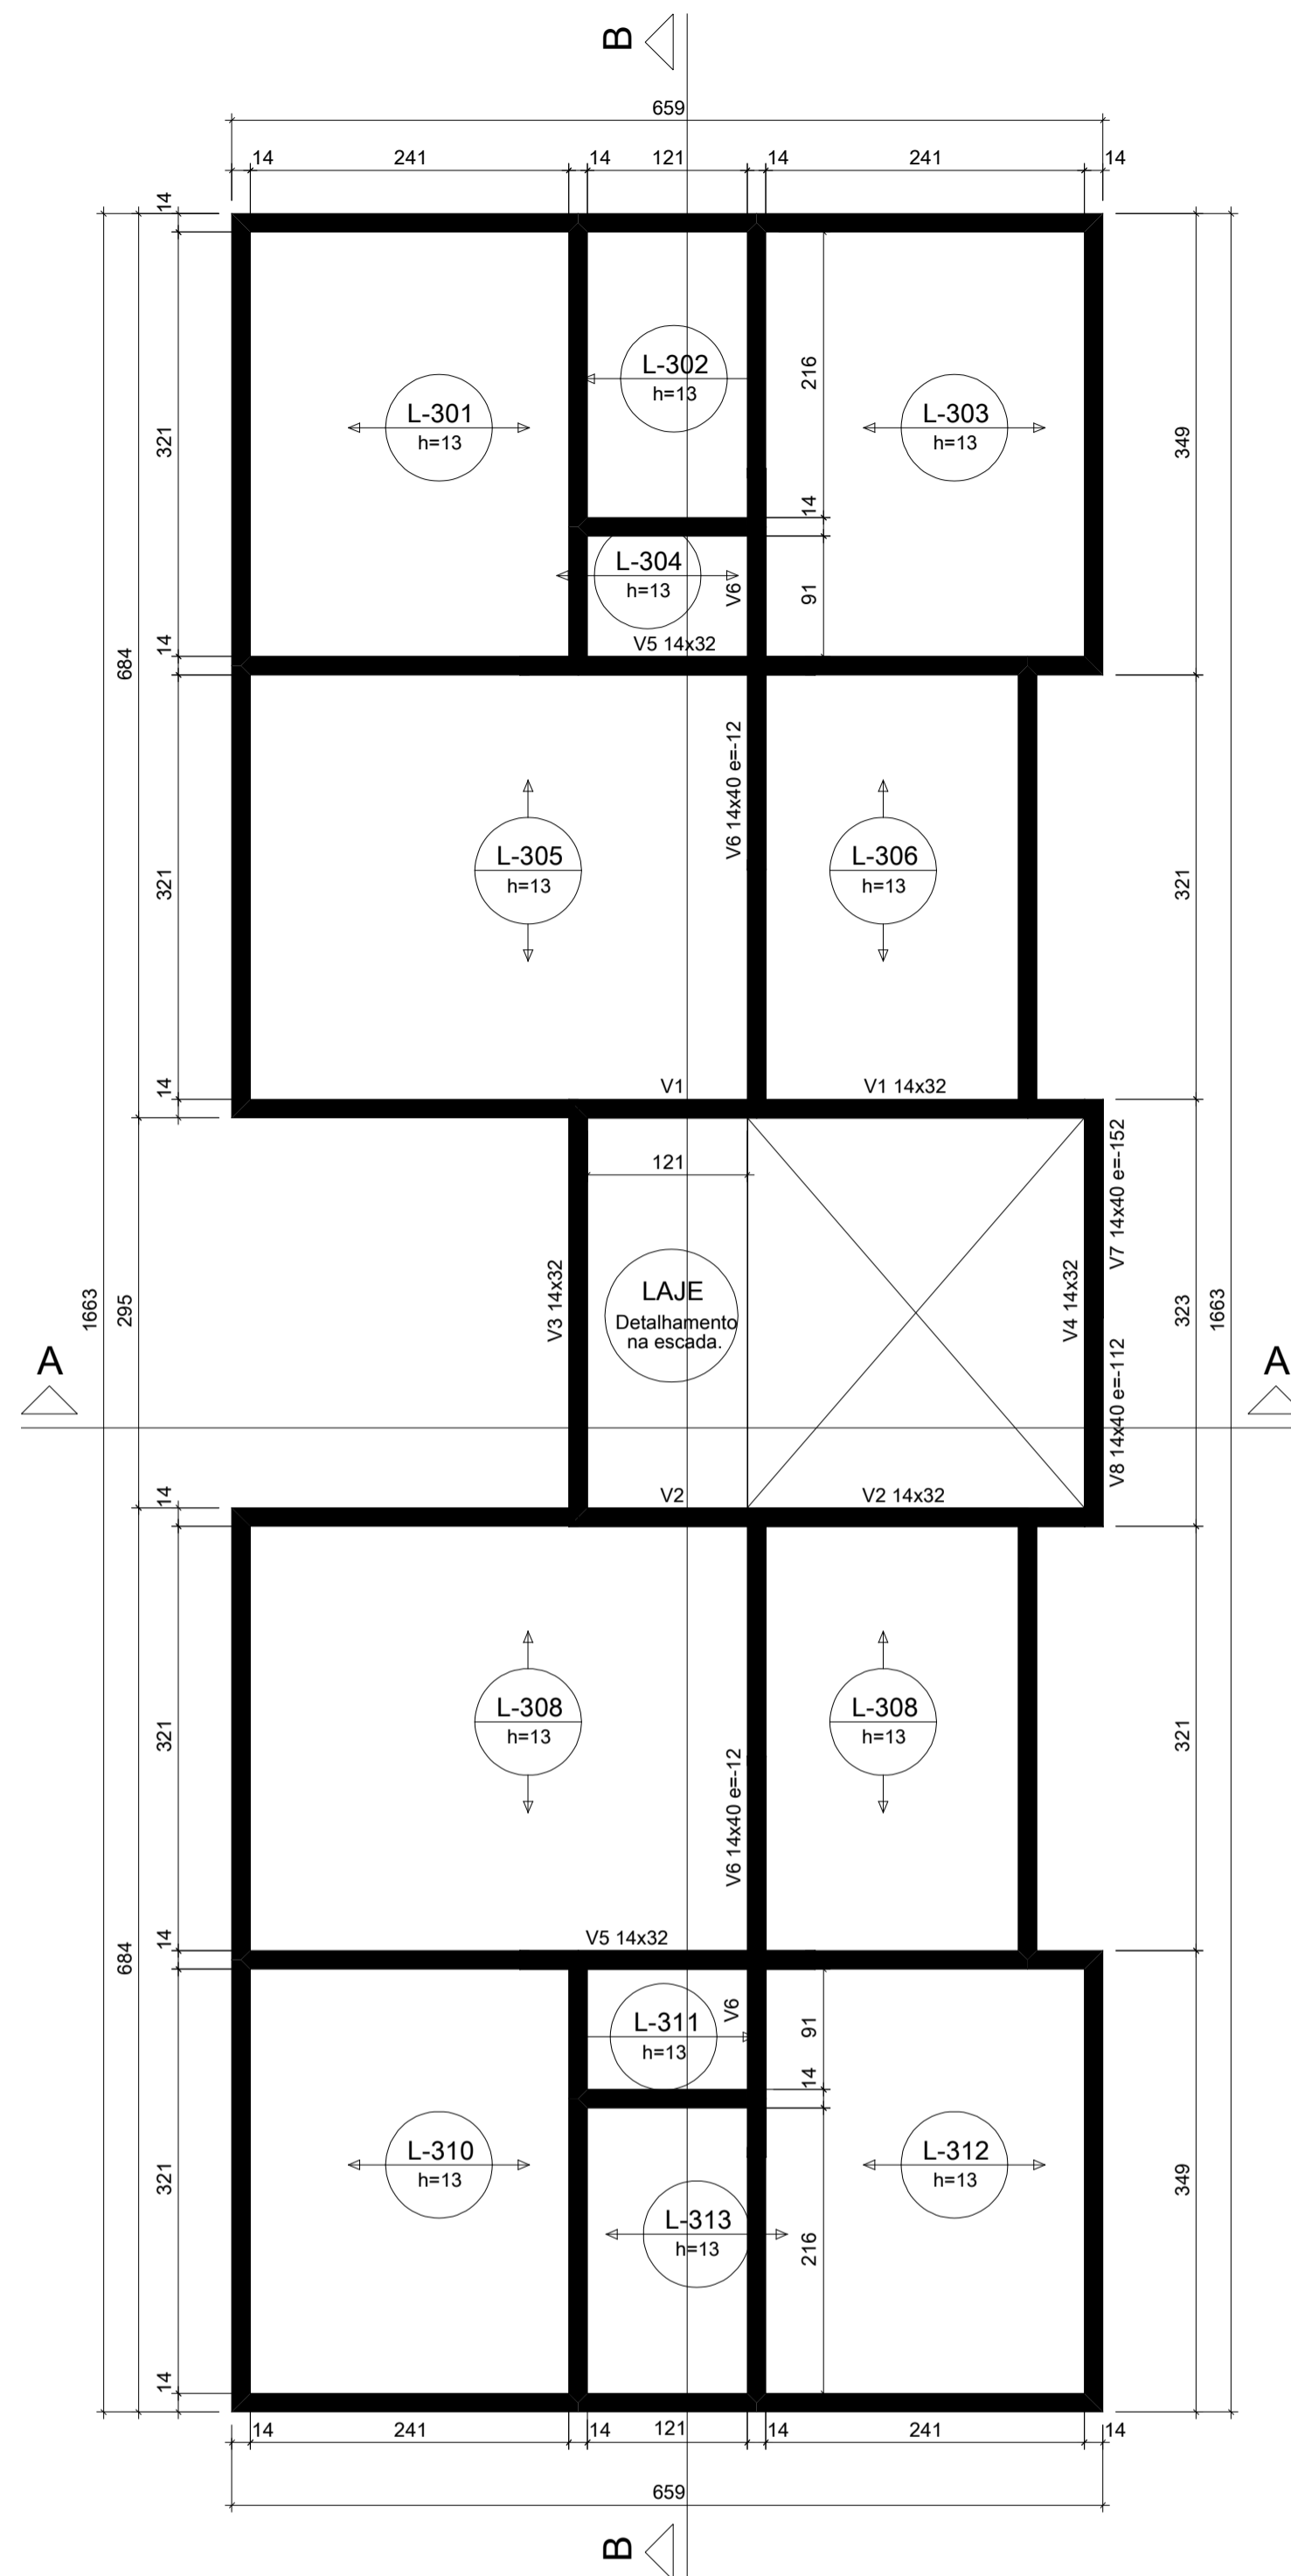 B
659
14 241 14 121 14 241 14
14
L-302
h=13
216
L-301
h=13
L-303
h=13
321
349
14
L-304
h=13
V6
91
V5 14x32
14
684
V6 14x40 e=-12
L-305
h=13
L-306
h=13
321
321
V1
V1 14x32
14
121
V7 14x40 e=-152
LAJE
Detalhamento
na escada.
V3 14x32
V4 14x32
1663
295
323
1663
A
A
V8 14x40 e=-112
V2
V2 14x32
14
L-308
h=13
L-308
h=13
321
321
V6 14x40 e=-12
V5 14x32
14
684
L-311
h=13
V6
91
14
L-310
h=13
L-312
h=13
321
349
L-313
h=13
216
14
14 241 14 121 14 241 14
659
B